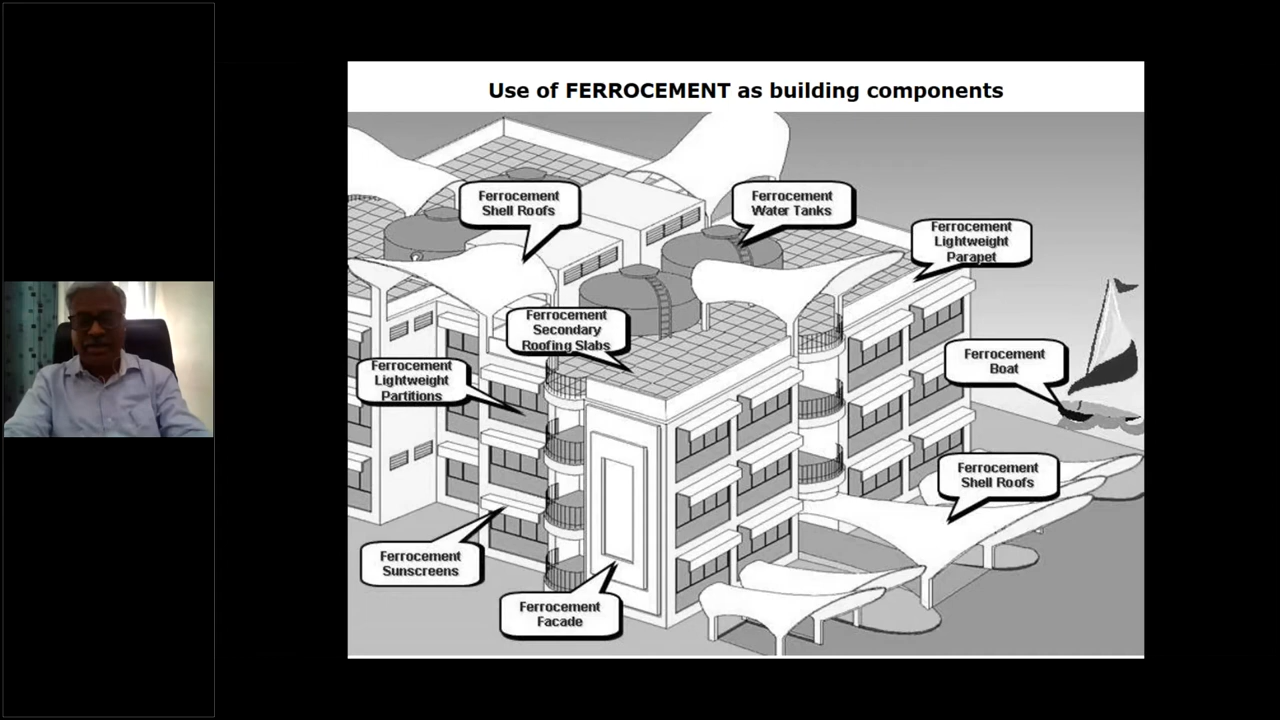 Use of FERROCEMENT as building components
Ferrocement
Shell Roofs
Ferrocement
Water Tanks
Ferrocement
Lightweight
Parapet
Ferrocement
Secondary
Roofing Slabs
Ferrocement
Boat
Ferrocement
Lightweight
Partitions
Ferrocement
Shell Roofs
Ferrocement
Sunscreens
Ferrocement
Facade